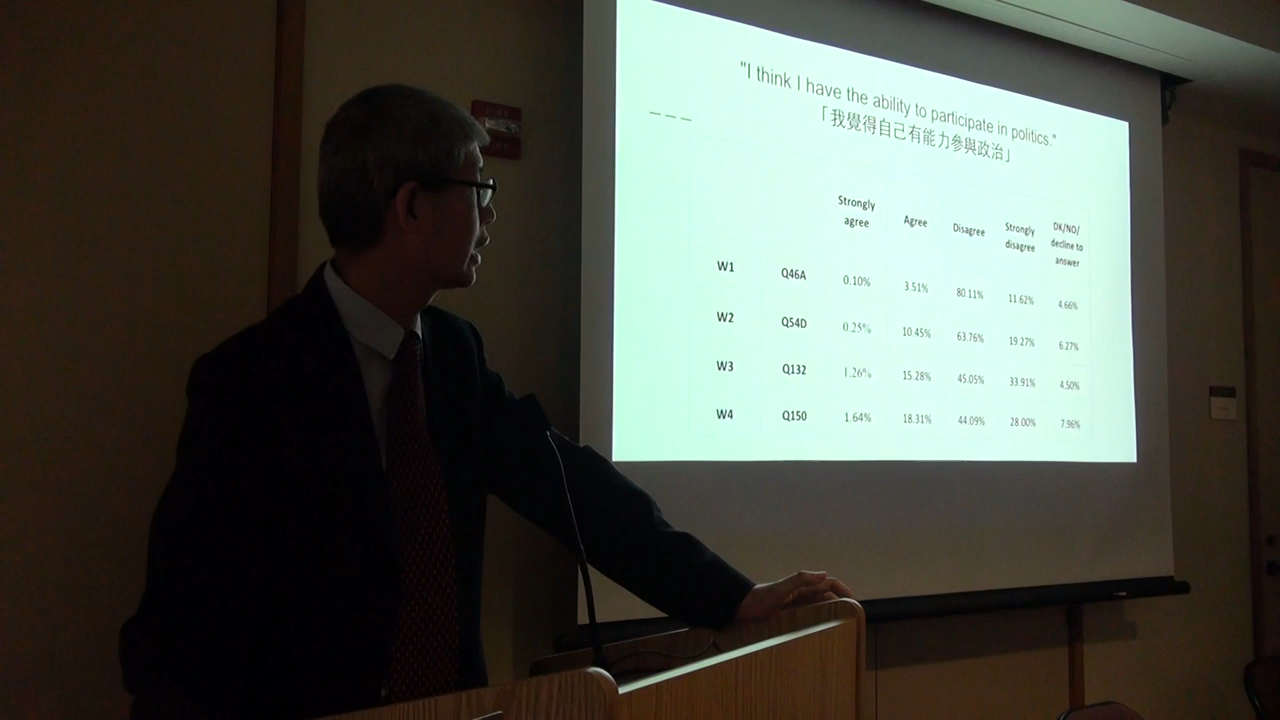 "I think I have the ability to participate in politics."
「我覺得自己有能力參與政治」
Strongly agree Agree Disagree Strongly disagree DK/NO/ decline to answer
W1 Q46A 0.10% 3.51% 80.11% 11.62% 4.66%
W2 Q54D 0.25% 10.45% 63.76% 19.27% 6.27%
W3 Q132 1.26% 15.28% 45.05% 33.91% 4.50%
W4 Q150 1.64% 18.31% 44.09% 28.00% 7.96%